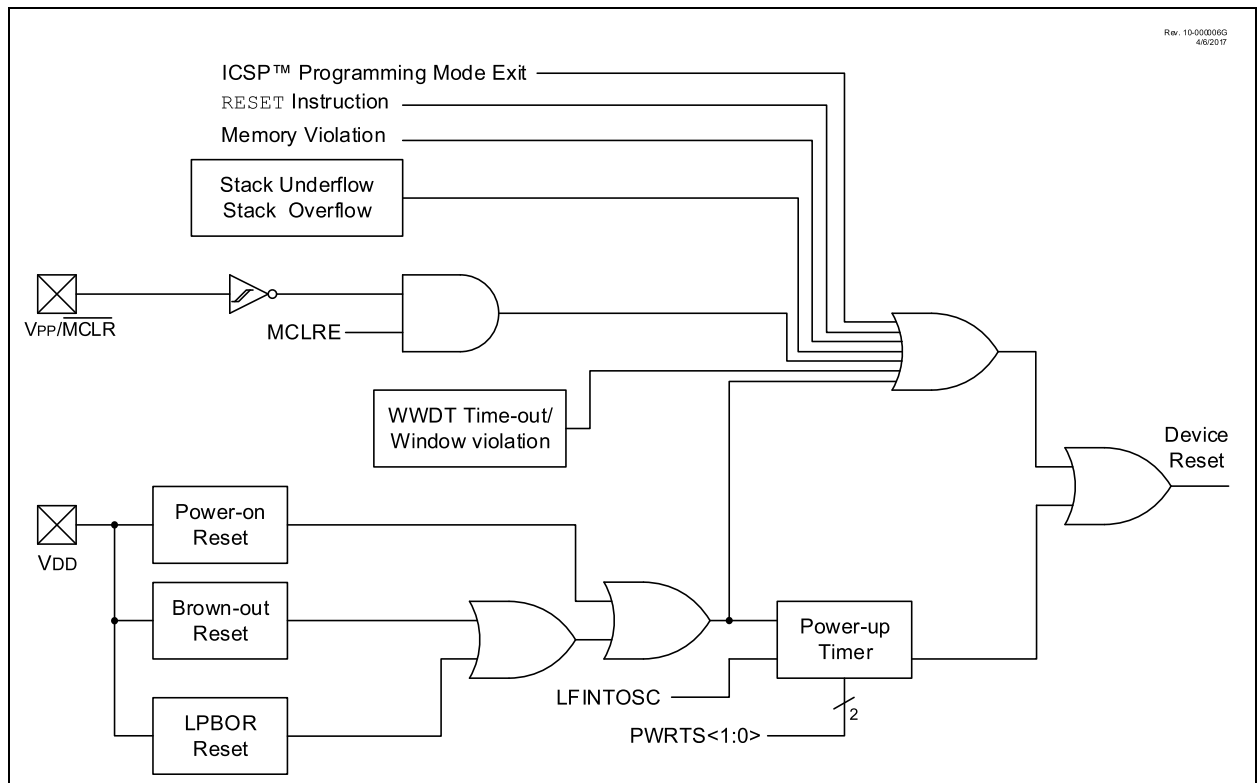 Rev. 10-000006G
4/6/2017
ICSP™ Programming Mode Exit
RESET Instruction
Memory Violation
Stack Underflow
Stack Overflow
VPP/MCLR
MCLRE
WWDT Time-out/
Window violation
Device
Reset
Power-on
Reset
VDD
Brown-out
Reset
Power-up
Timer
LFINTOSC
LPBOR
Reset
2
PWRTS<1:0>